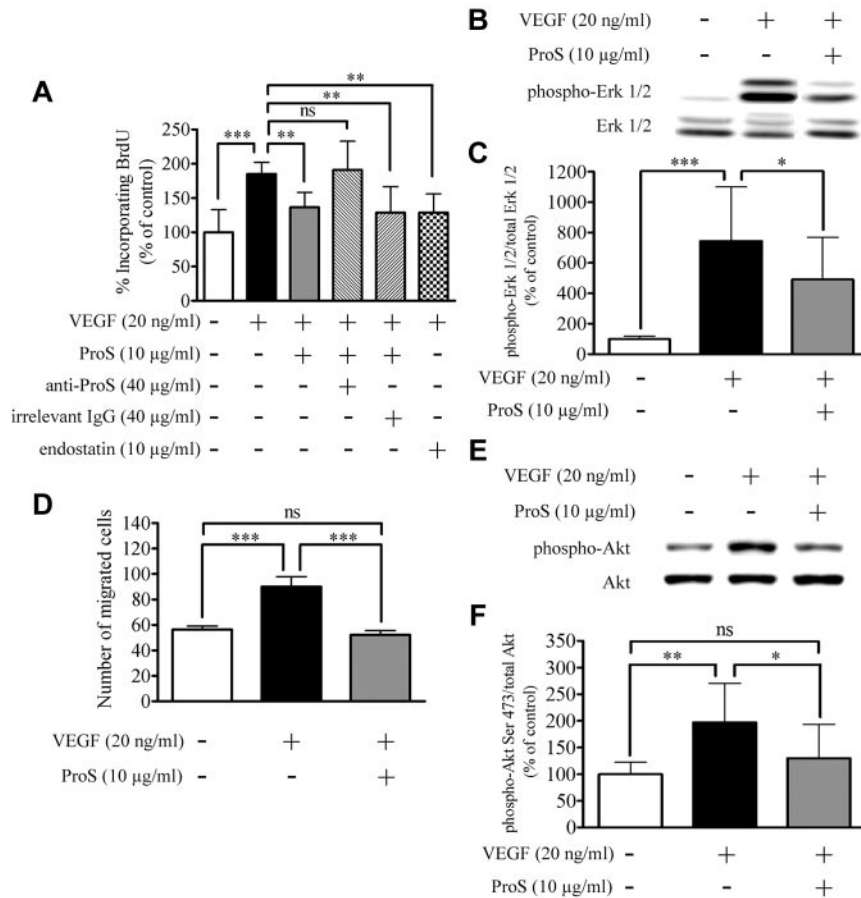 A
**
**
ns
***
**
250
200
150
100
50
0
% Incorporating BrdU
(% of control)
VEGF (20 ng/ml) - + + + + +
ProS (10 µg/ml) - - + + + -
anti-ProS (40 µg/ml) - - - + - -
irrelevant IgG (40 µg/ml) - - - - + -
endostatin (10 µg/ml) - - - - - +
B
VEGF (20 ng/ml) - + +
ProS (10 µg/ml) - - +
phospho-Erk 1/2
Erk 1/2
C
*** *
1200
1000
800
600
400
200
0
phospho-Erk 1/2/total Erk 1/2
(% of control)
VEGF (20 ng/ml) - + +
ProS (10 µg/ml) - - +
D
ns
*** ***
140
120
100
80
60
40
20
0
Number of migrated cells
VEGF (20 ng/ml) - + +
ProS (10 µg/ml) - - +
E
VEGF (20 ng/ml) - + +
ProS (10 µg/ml) - - +
phospho-Akt
Akt
F
ns
** *
350
300
250
200
150
100
50
0
phospho-Akt Ser 473/total Akt
(% of control)
VEGF (20 ng/ml) - + +
ProS (10 µg/ml) - - +